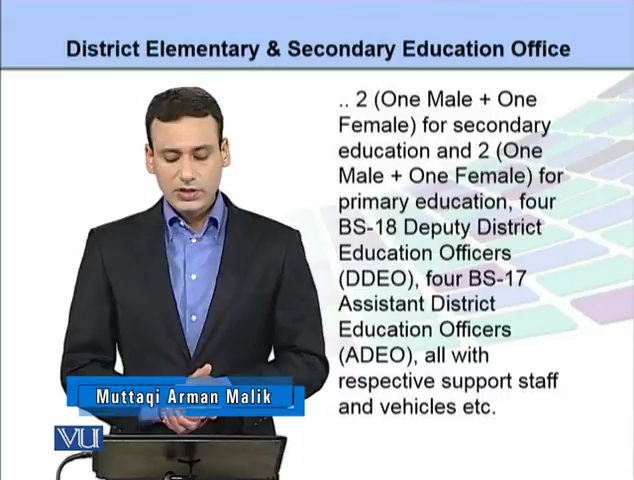 District Elementary & Secondary Education Office
.. 2 (One Male + One
Female) for secondary
education and 2 (One
Male + One Female) for
primary education, four
BS-18 Deputy District
Education Officers
(DDEO), four BS-17
Assistant District
Education Officers
(ADEO), all with
respective support staff
and vehicles etc.
Muttaqi Arman Malik
VU